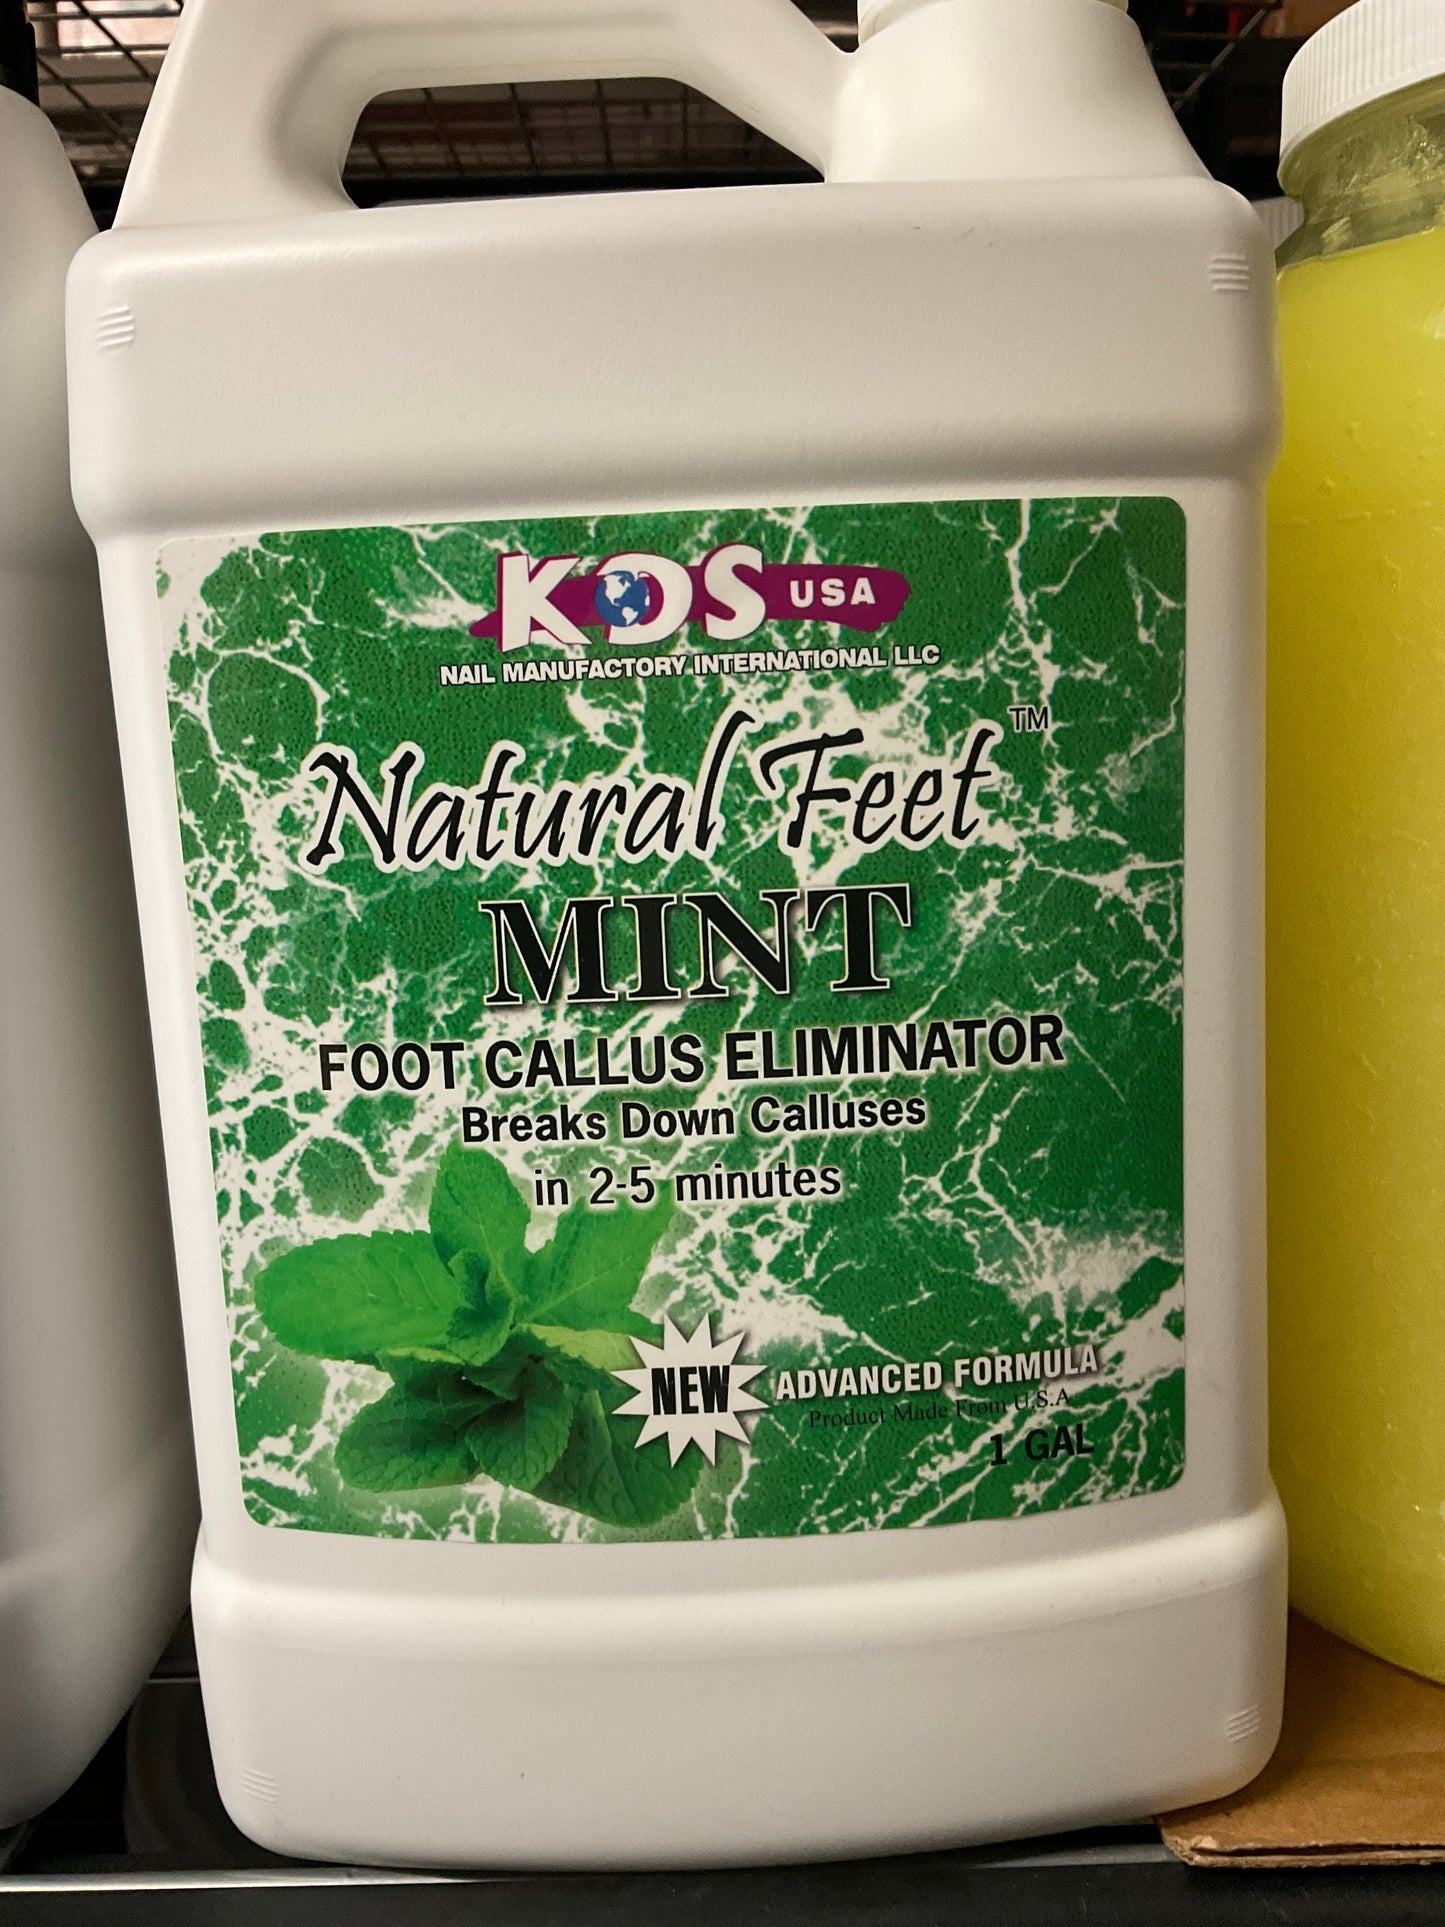 KDS USA
NAIL MANUFACTORY INTERNATIONAL LLC
Natural Feet™
MINT
FOOT CALLUS ELIMINATOR
Breaks Down Calluses
in 2-5 minutes
NEW ADVANCED FORMULA
Product Made From U.S.A
1 GAL